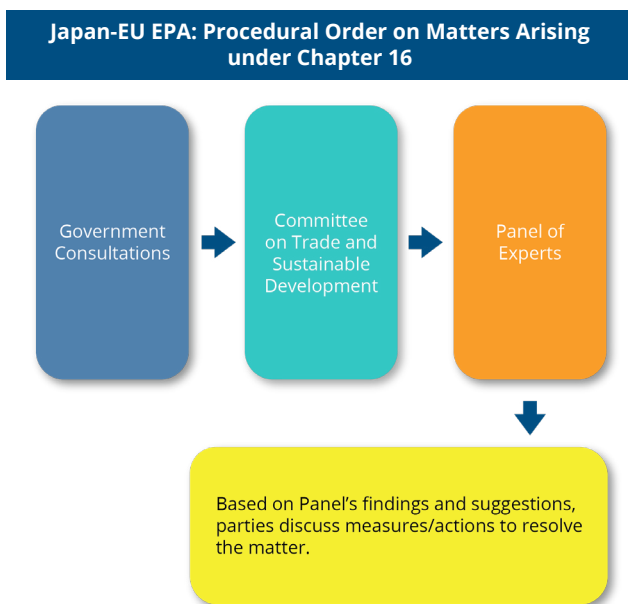 Japan-EU EPA: Procedural Order on Matters Arising
under Chapter 16
Government
Consultations
Committee
on Trade and
Sustainable
Development
Panel of
Experts
Based on Panel’s findings and suggestions,
parties discuss measures/actions to resolve
the matter.